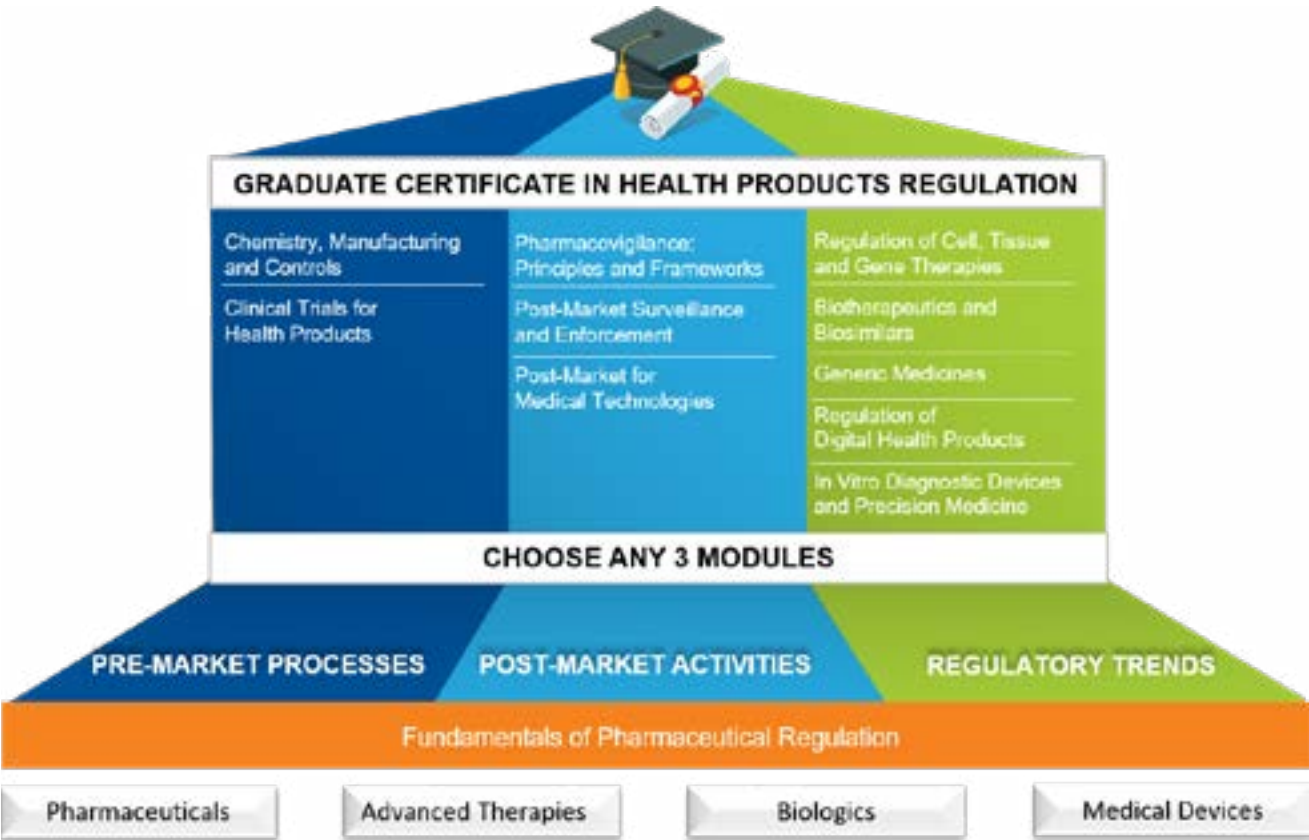 GRADUATE CERTIFICATE IN HEALTH PRODUCTS REGULATION
Chemistry, Manufacturing
and Controls
Clinical Trials for
Health Products
Pharmacovigilance:
Principles and Frameworks
Post-Market Surveillance
and Enforcement
Post-Market for
Medical Technologies
Regulation of Cell, Tissue
and Gene Therapies
Biotherapeutics and
Biosimilars
Generic Medicines
Regulation of
Digital Health Products
In Vitro Diagnostic Devices
and Precision Medicine
CHOOSE ANY 3 MODULES
PRE-MARKET PROCESSES
POST-MARKET ACTIVITIES
REGULATORY TRENDS
Fundamentals of Pharmaceutical Regulation
Pharmaceuticals
Advanced Therapies
Biologics
Medical Devices